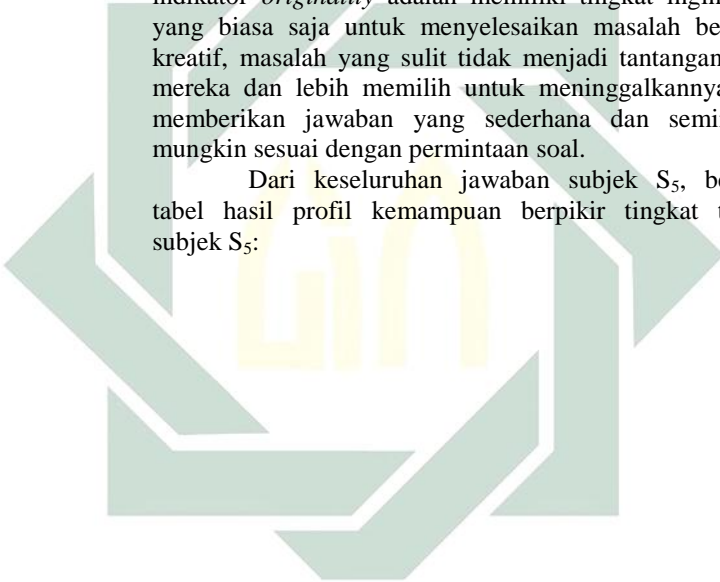 indikator originality adalah memiliki tingkat ingin
yang biasa saja untuk menyelesaikan masalah be
kreatif, masalah yang sulit tidak menjadi tantangan
mereka dan lebih memilih untuk meninggalkannya
memberikan jawaban yang sederhana dan semi
mungkin sesuai dengan permintaan soal.
Dari keseluruhan jawaban subjek S5, be
tabel hasil profil kemampuan berpikir tingkat t
subjek S5: